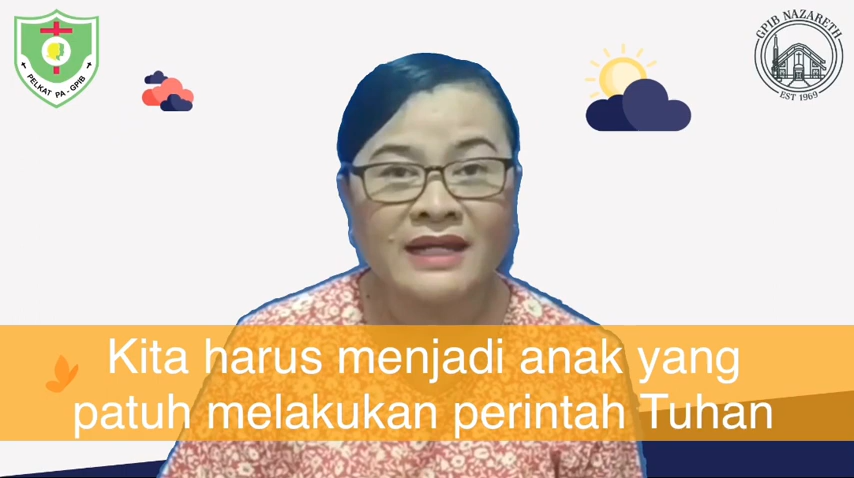 PELKAT PA - GPIB
GPIB NAZARETH
EST 1969
Kita harus menjadi anak yang
patuh melakukan perintah Tuhan